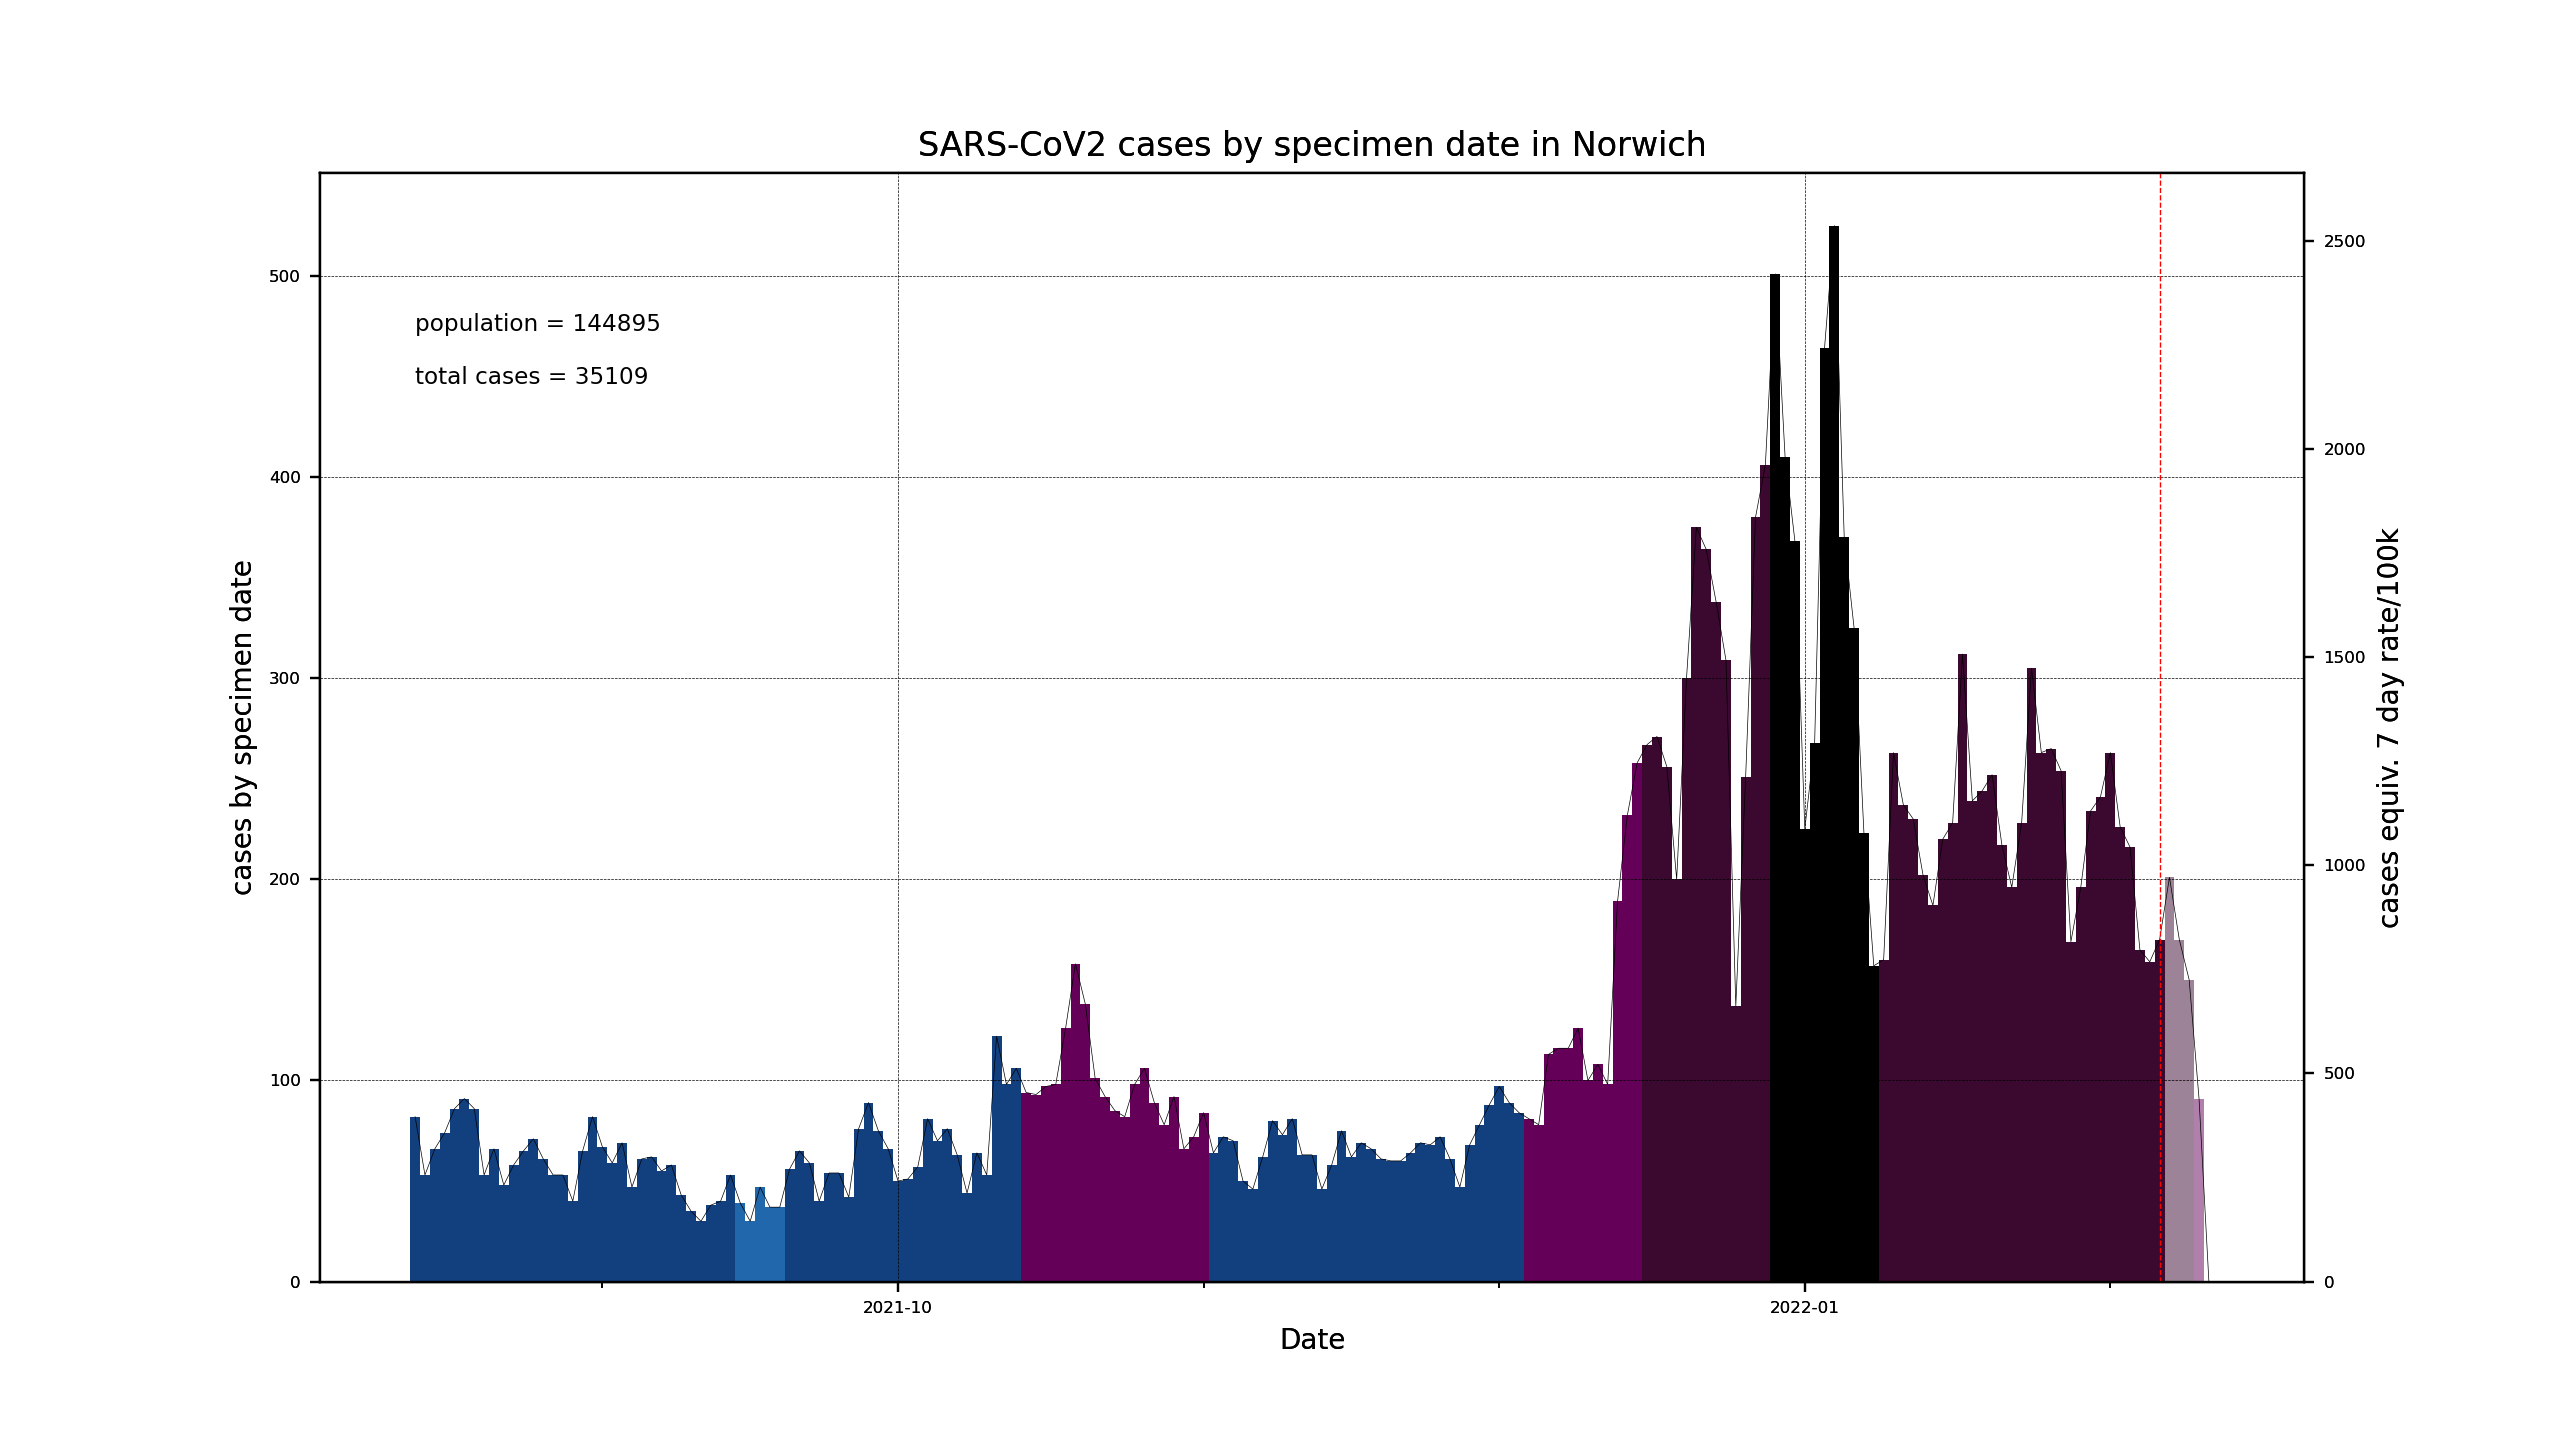 SARS-CoV2 cases by specimen date in Norwich
population = 144895
total cases = 35109
cases by specimen date
500
400
300
200
100
0
2500
2000
1500
1000
500
0
cases equiv. 7 day rate/100k
2021-10
2022-01
Date